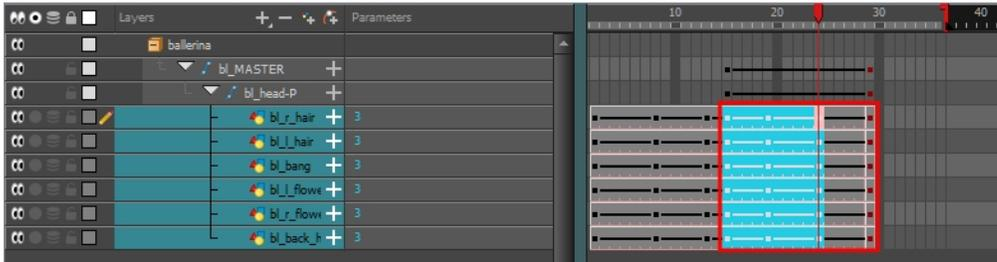 Layers Parameters 10 20 30 40
ballerina
bl_MASTER
bl_head-P
bl_r_hair 3
bl_l_hair 3
bl_bang 3
bl_l_flowe 3
bl_r_flowe 3
bl_back_h 3